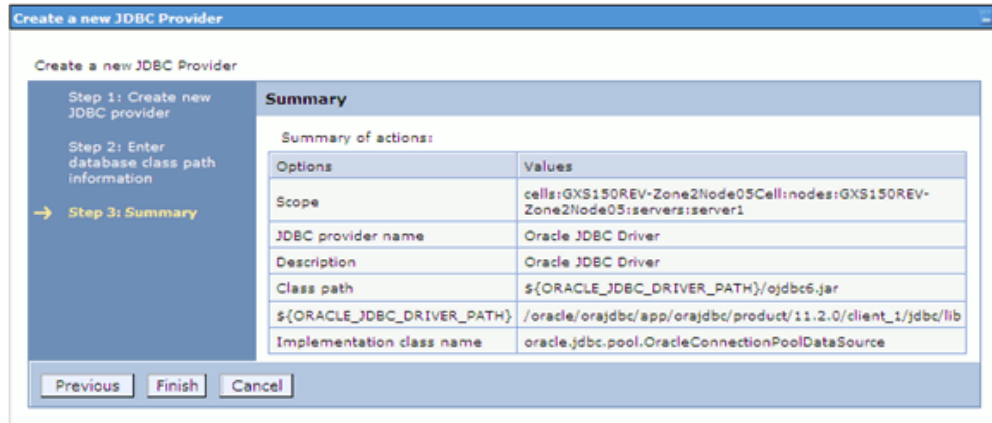 Create a new JDBC Provider
Create a new JDBC Provider
Step 1: Create new
JDBC provider
Step 2: Enter
database class path
information
Step 3: Summary
Summary
Summary of actions:
Options Values
Scope cells:GXS150REV-Zone2Node05Cell:nodes:GXS150REV-
Zone2Node05:servers:server1
JDBC provider name Oracle JDBC Driver
Description Oracle JDBC Driver
Class path ${ORACLE_JDBC_DRIVER_PATH}/ojdbc6.jar
${ORACLE_JDBC_DRIVER_PATH} /oracle/orajdbc/app/orajdbc/product/11.2.0/client_1/jdbc/lib
Implementation class name oracle.jdbc.pool.OracleConnectionPoolDataSource
Previous Finish Cancel